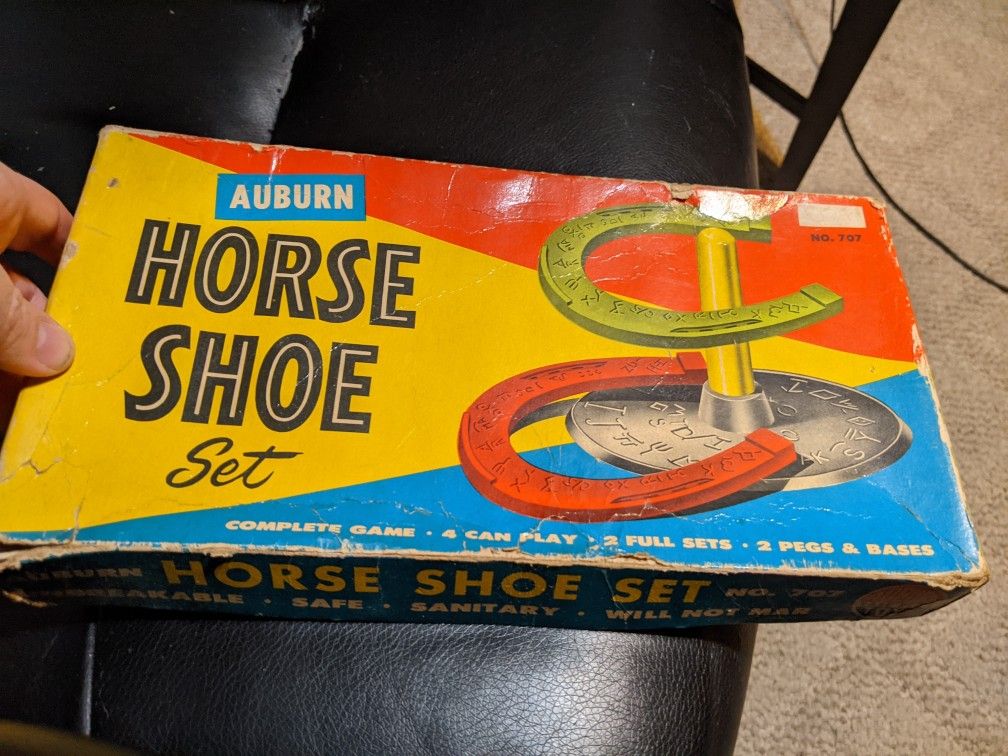 AUBURN
HORSE
SHOE
Set
NO. 707
COMPLETE GAME · 4 CAN PLAY · 2 FULL SETS · 2 PEGS & BASES
AUBURN HORSE SHOE SET NO. 707
UNBREAKABLE · SAFE · SANITARY · WILL NOT MAR